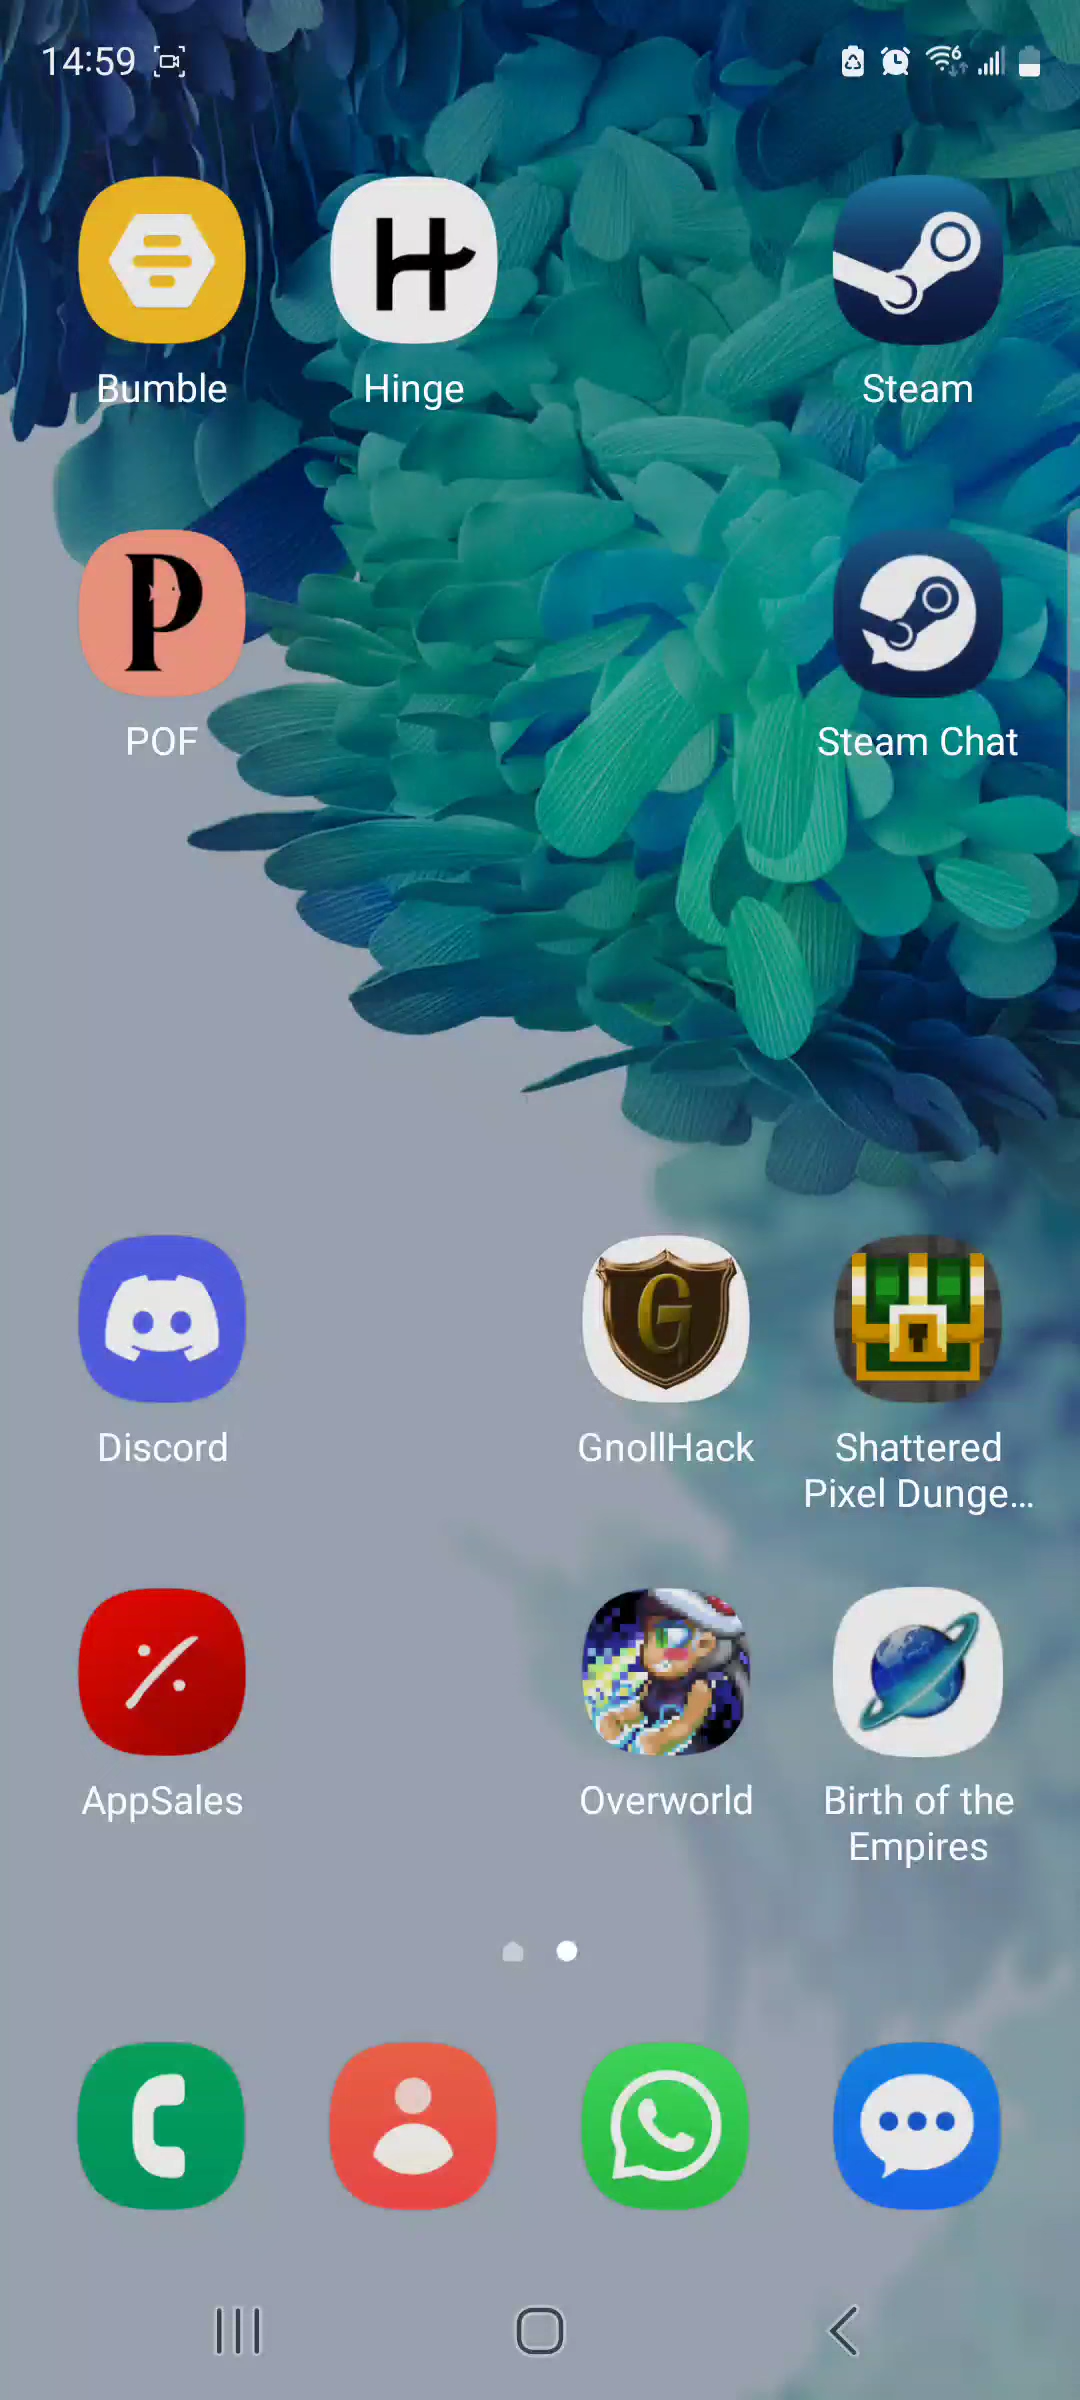 14:59
Bumble
Hinge
Steam
POF
Steam Chat
Discord
GnollHack
Shattered
Pixel Dunge...
AppSales
Overworld
Birth of the
Empires